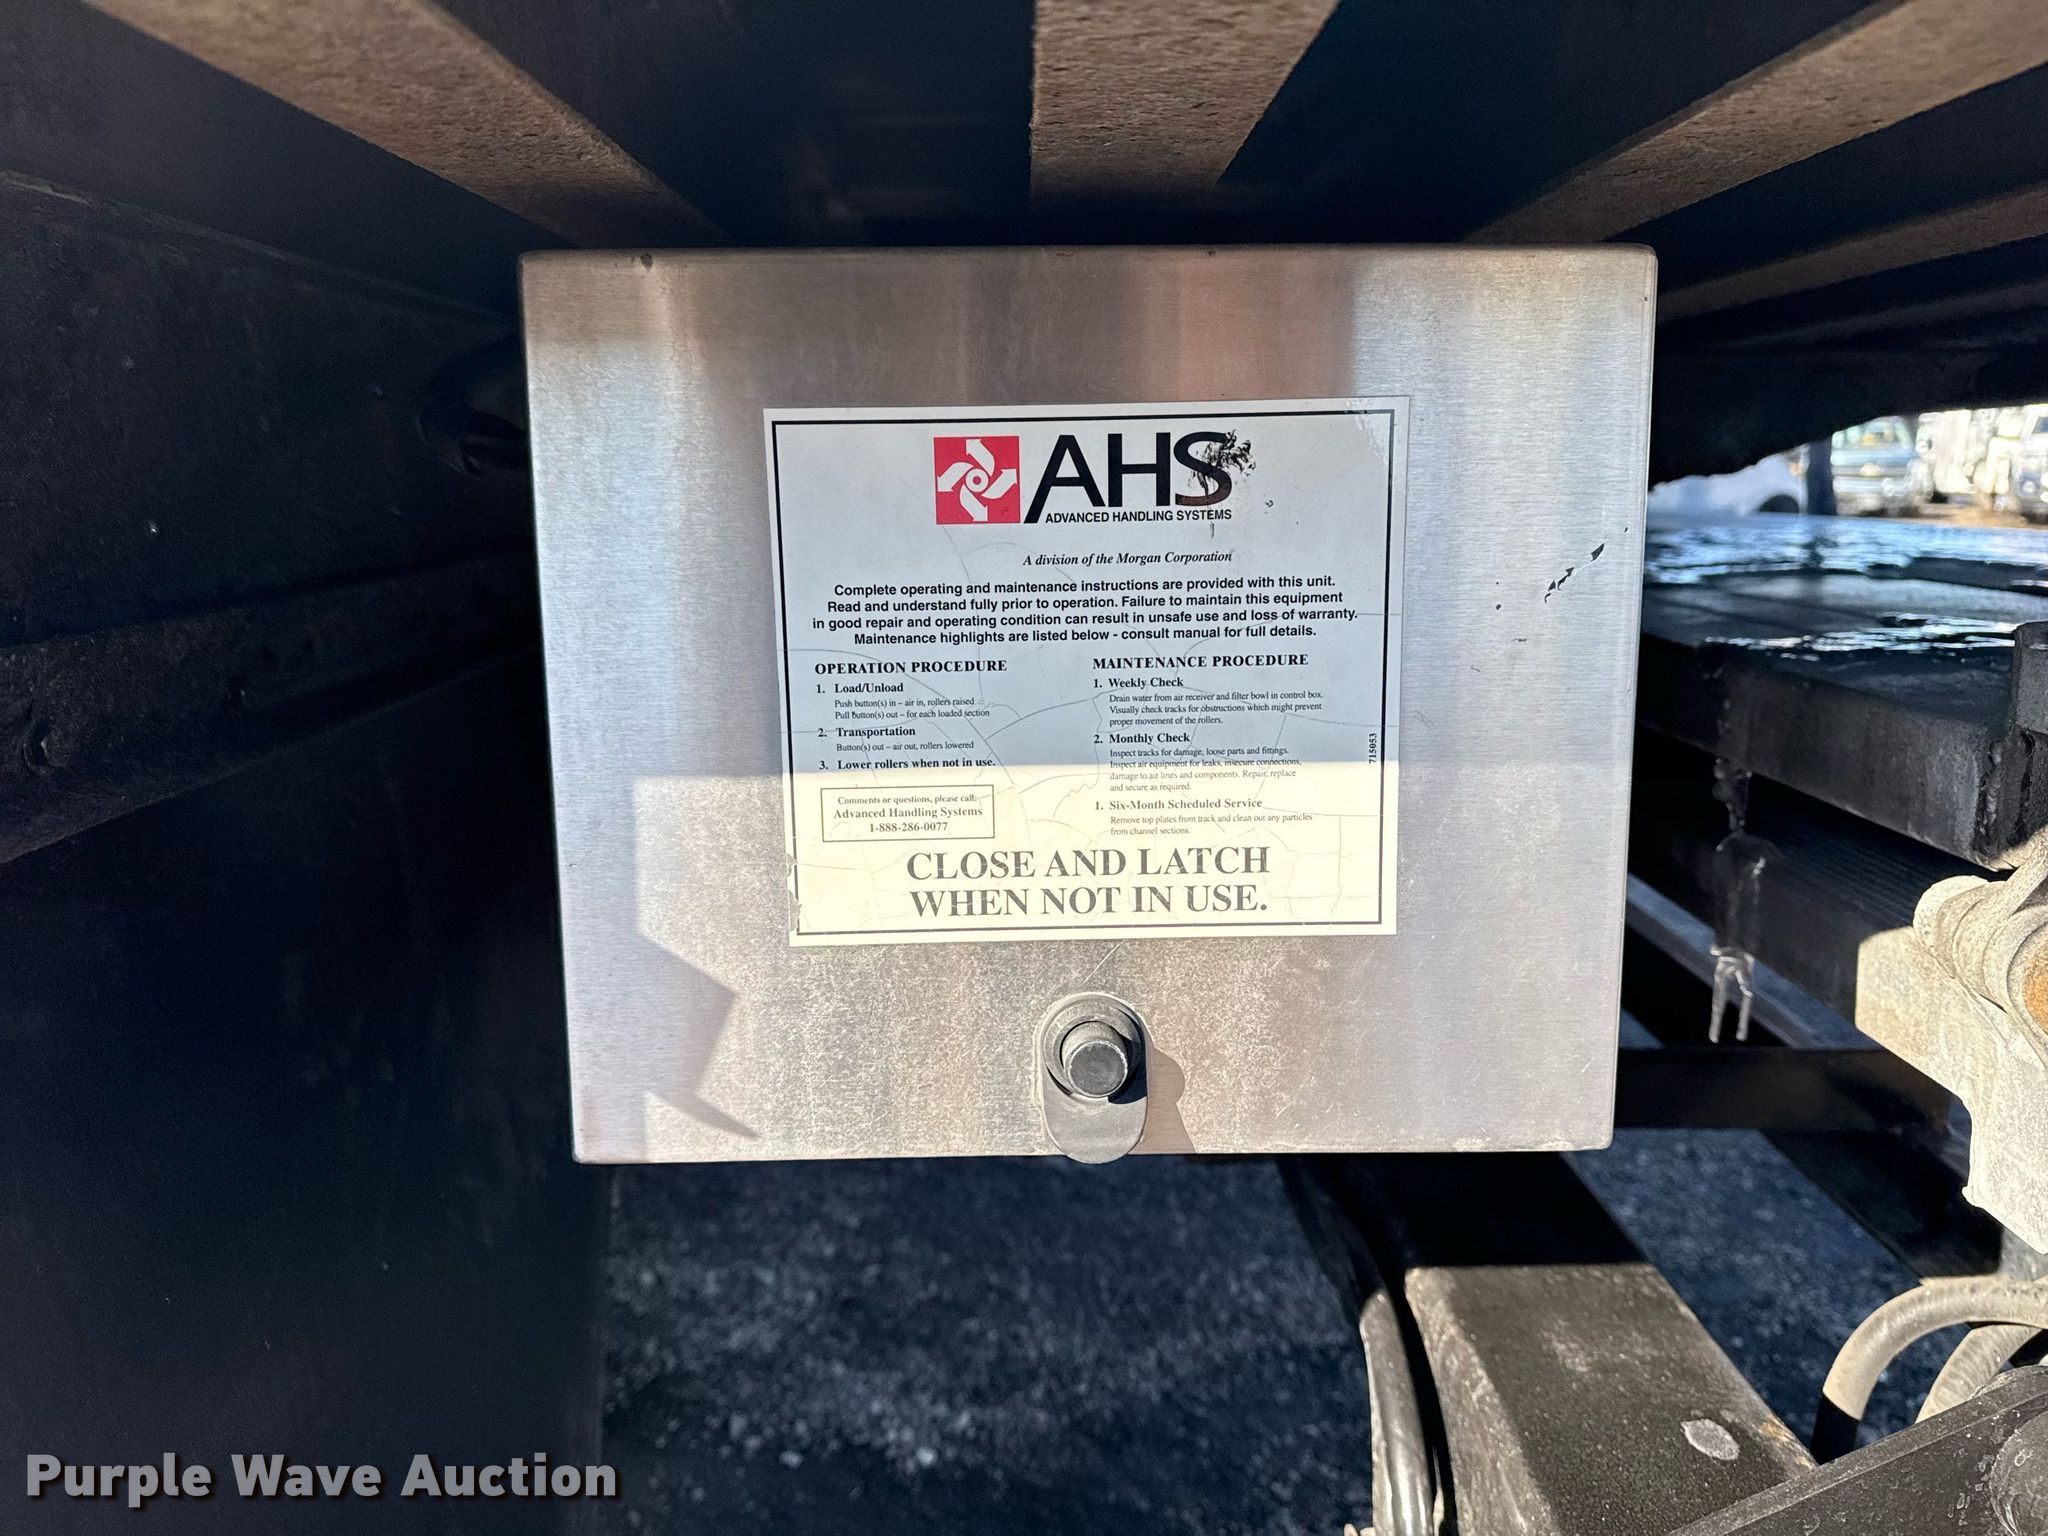 AHS
ADVANCED HANDLING SYSTEMS
A division of the Morgan Corporation
Complete operating and maintenance instructions are provided with this unit.
Read and understand fully prior to operation. Failure to maintain this equipment
in good repair and operating condition can result in unsafe use and loss of warranty.
Maintenance highlights are listed below - consult manual for full details.
OPERATION PROCEDURE
1. Load/Unload
Push button(s) in – air in, rollers raised
Pull button(s) out – for each loaded section
2. Transportation
Button(s) out – air out, rollers lowered
3. Lower rollers when not in use.
Comments or questions, please call:
Advanced Handling Systems
1-888-286-0077
MAINTENANCE PROCEDURE
1. Weekly Check
Drain water from air receiver and filter bowl in control box.
Visually check tracks for obstructions which might prevent
proper movement of the rollers.
2. Monthly Check
Inspect tracks for damage, loose parts and fittings.
Inspect air equipment for leaks, insecure connections,
damage to air lines and components. Repair, replace
and secure as required.
1. Six-Month Scheduled Service
Remove top plates from track and clean out any particles
from channel sections.
715053
CLOSE AND LATCH
WHEN NOT IN USE.
Purple Wave Auction